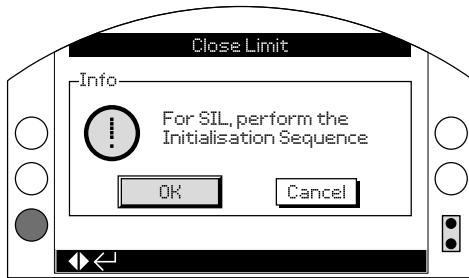 Close Limit
Info
For SIL, perform the
Initialisation Sequence
OK
Cancel